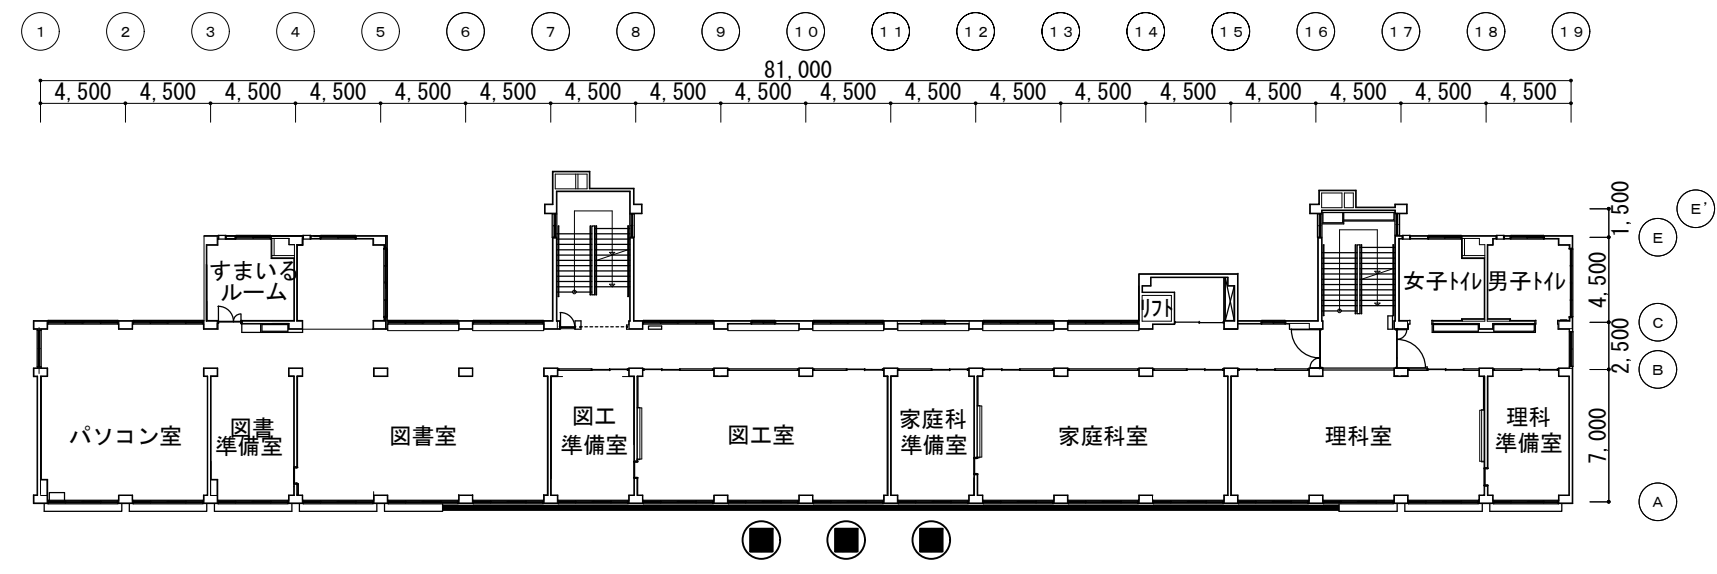 1 2 3 4 5 6 7 8 9 10 11 12 13 14 15 16 17 18 19
81,000
4,500 4,500 4,500 4,500 4,500 4,500 4,500 4,500 4,500 4,500 4,500 4,500 4,500 4,500 4,500 4,500 4,500 4,500
1,500
E'
E
すまいる
ルーム
女子ﾄｲﾚ
男子ﾄｲﾚ
4,500
ﾘﾌﾄ
C
2,500
B
パソコン室
図書
準備室
図書室
図工
準備室
図工室
家庭科
準備室
家庭科室
理科室
理科
準備室
7,000
A